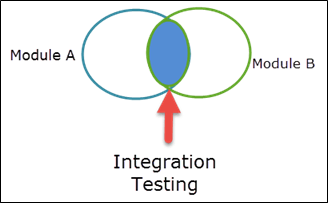 Module A
Module B
Integration
Testing